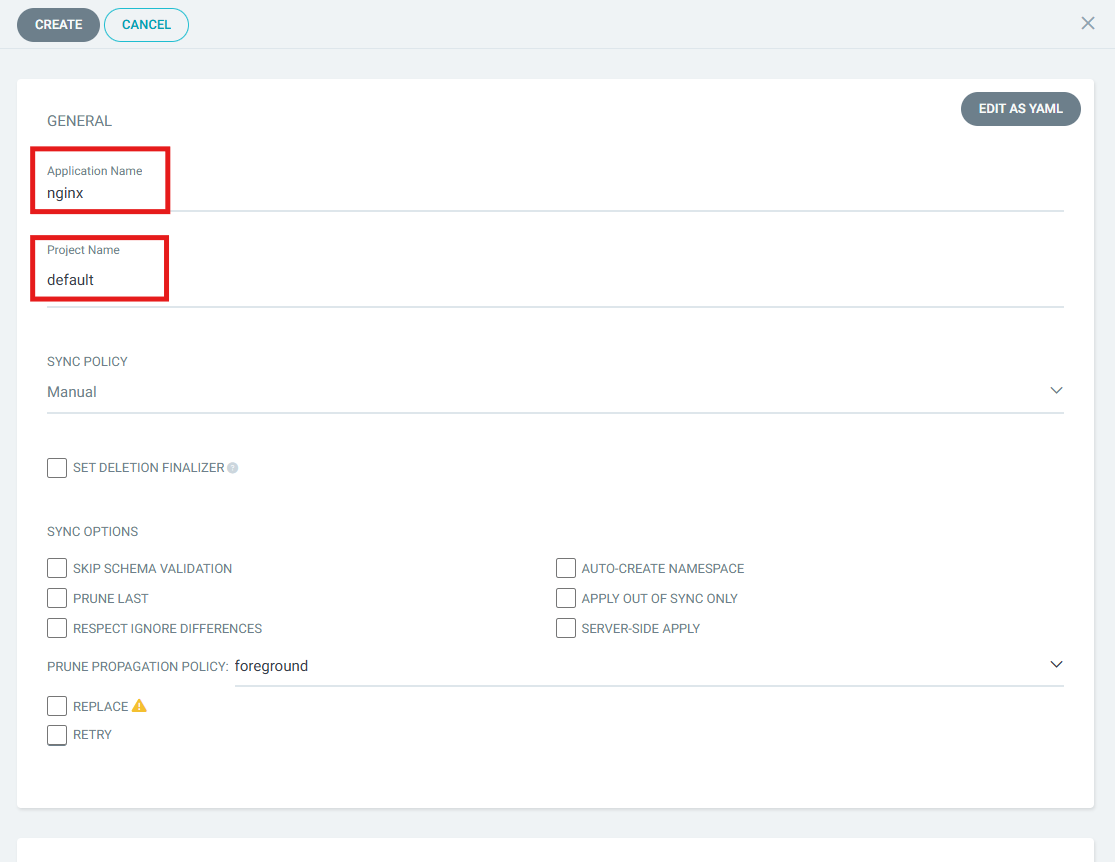 CREATE CANCEL
EDIT AS YAML
GENERAL
Application Name
nginx
Project Name
default
SYNC POLICY
Manual
SET DELETION FINALIZER ?
SYNC OPTIONS
SKIP SCHEMA VALIDATION AUTO-CREATE NAMESPACE
PRUNE LAST APPLY OUT OF SYNC ONLY
RESPECT IGNORE DIFFERENCES SERVER-SIDE APPLY
PRUNE PROPAGATION POLICY: foreground
REPLACE
RETRY